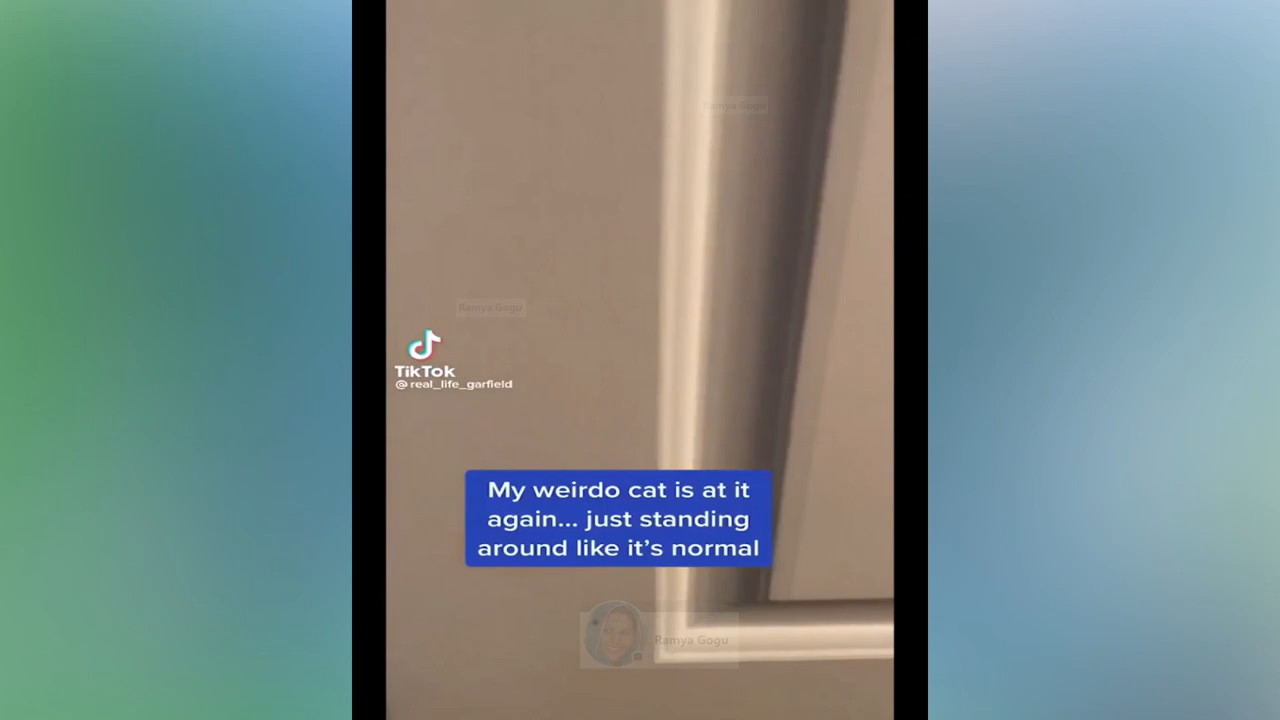 Ramya Gogu
Ramya Gogu
TikTok
@real_life_garfield
My weirdo cat is at it
again... just standing
around like it’s normal
Ramya Gogu